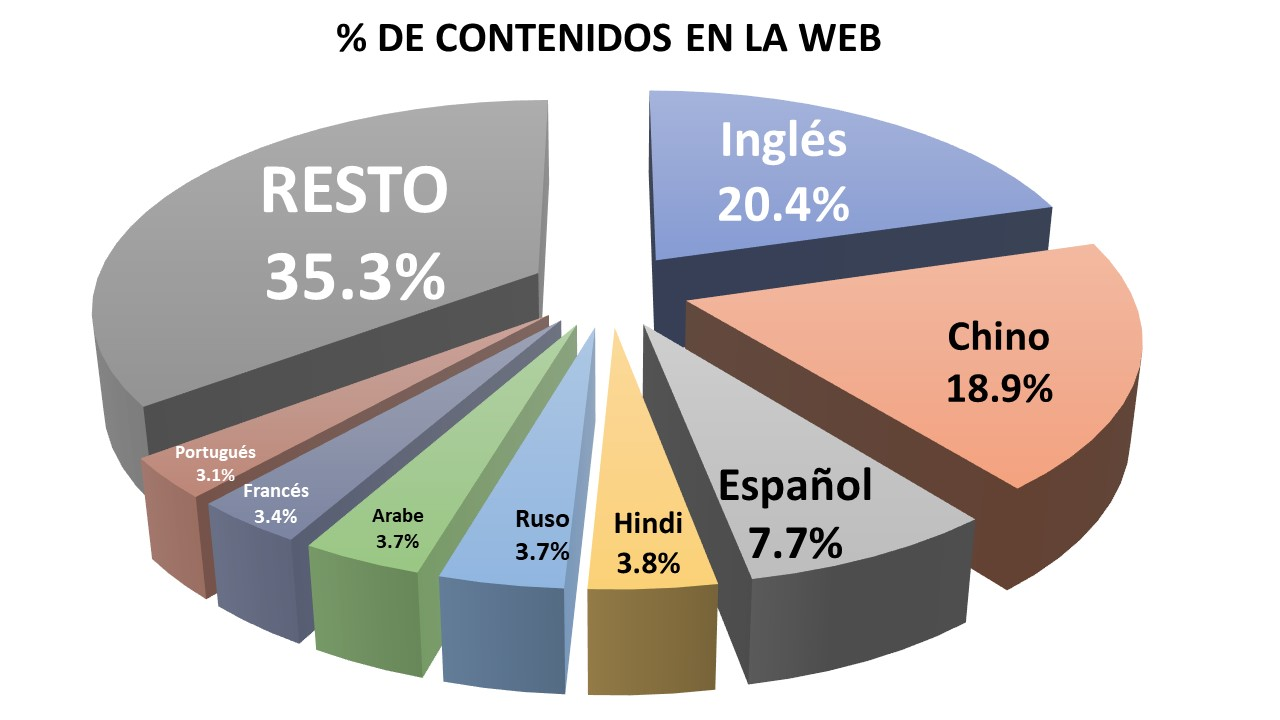 % DE CONTENIDOS EN LA WEB
Inglés
20.4%
Chino
18.9%
Español
7.7%
Hindi
3.8%
Ruso
3.7%
Arabe
3.7%
Francés
3.4%
Portugués
3.1%
RESTO
35.3%